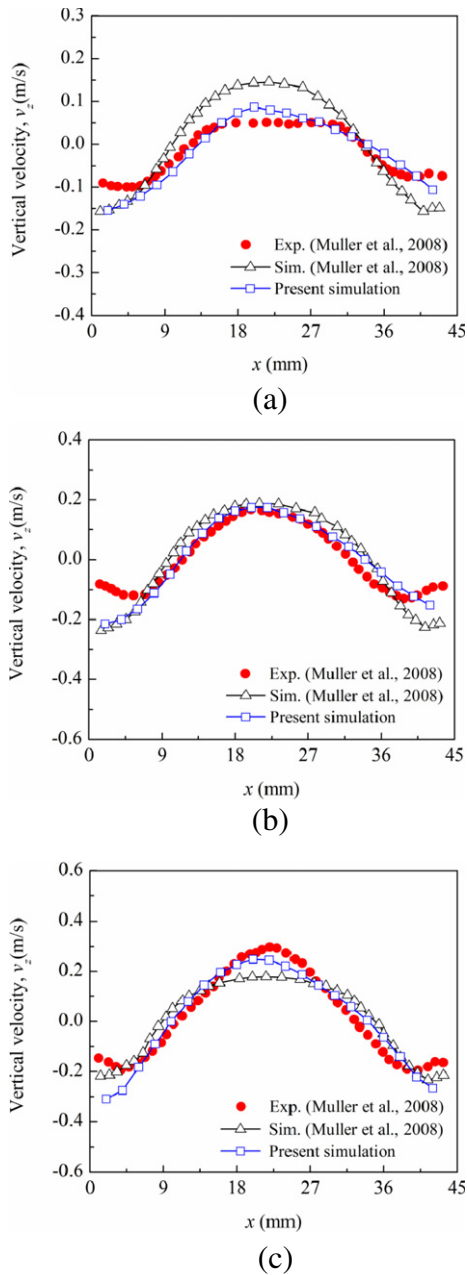 0.3
0.1
0.0
-0.1
-0.3
-0.4
Vertical velocity, v_z(m/s)
Exp. (Muller et al., 2008)
Sim. (Muller et al., 2008)
Present simulation
0 9 18 27 36 45
x (mm)
(a)
0.4
0.2
0.0
-0.2
-0.4
-0.6
Vertical velocity, v_z(m/s)
Exp. (Muller et al., 2008)
Sim. (Muller et al., 2008)
Present simulation
0 9 18 27 36 45
x (mm)
(b)
0.6
0.4
0.2
0.0
-0.2
-0.4
-0.6
Vertical velocity, v_z(m/s)
Exp. (Muller et al., 2008)
Sim. (Muller et al., 2008)
Present simulation
0 9 18 27 36 45
x (mm)
(c)